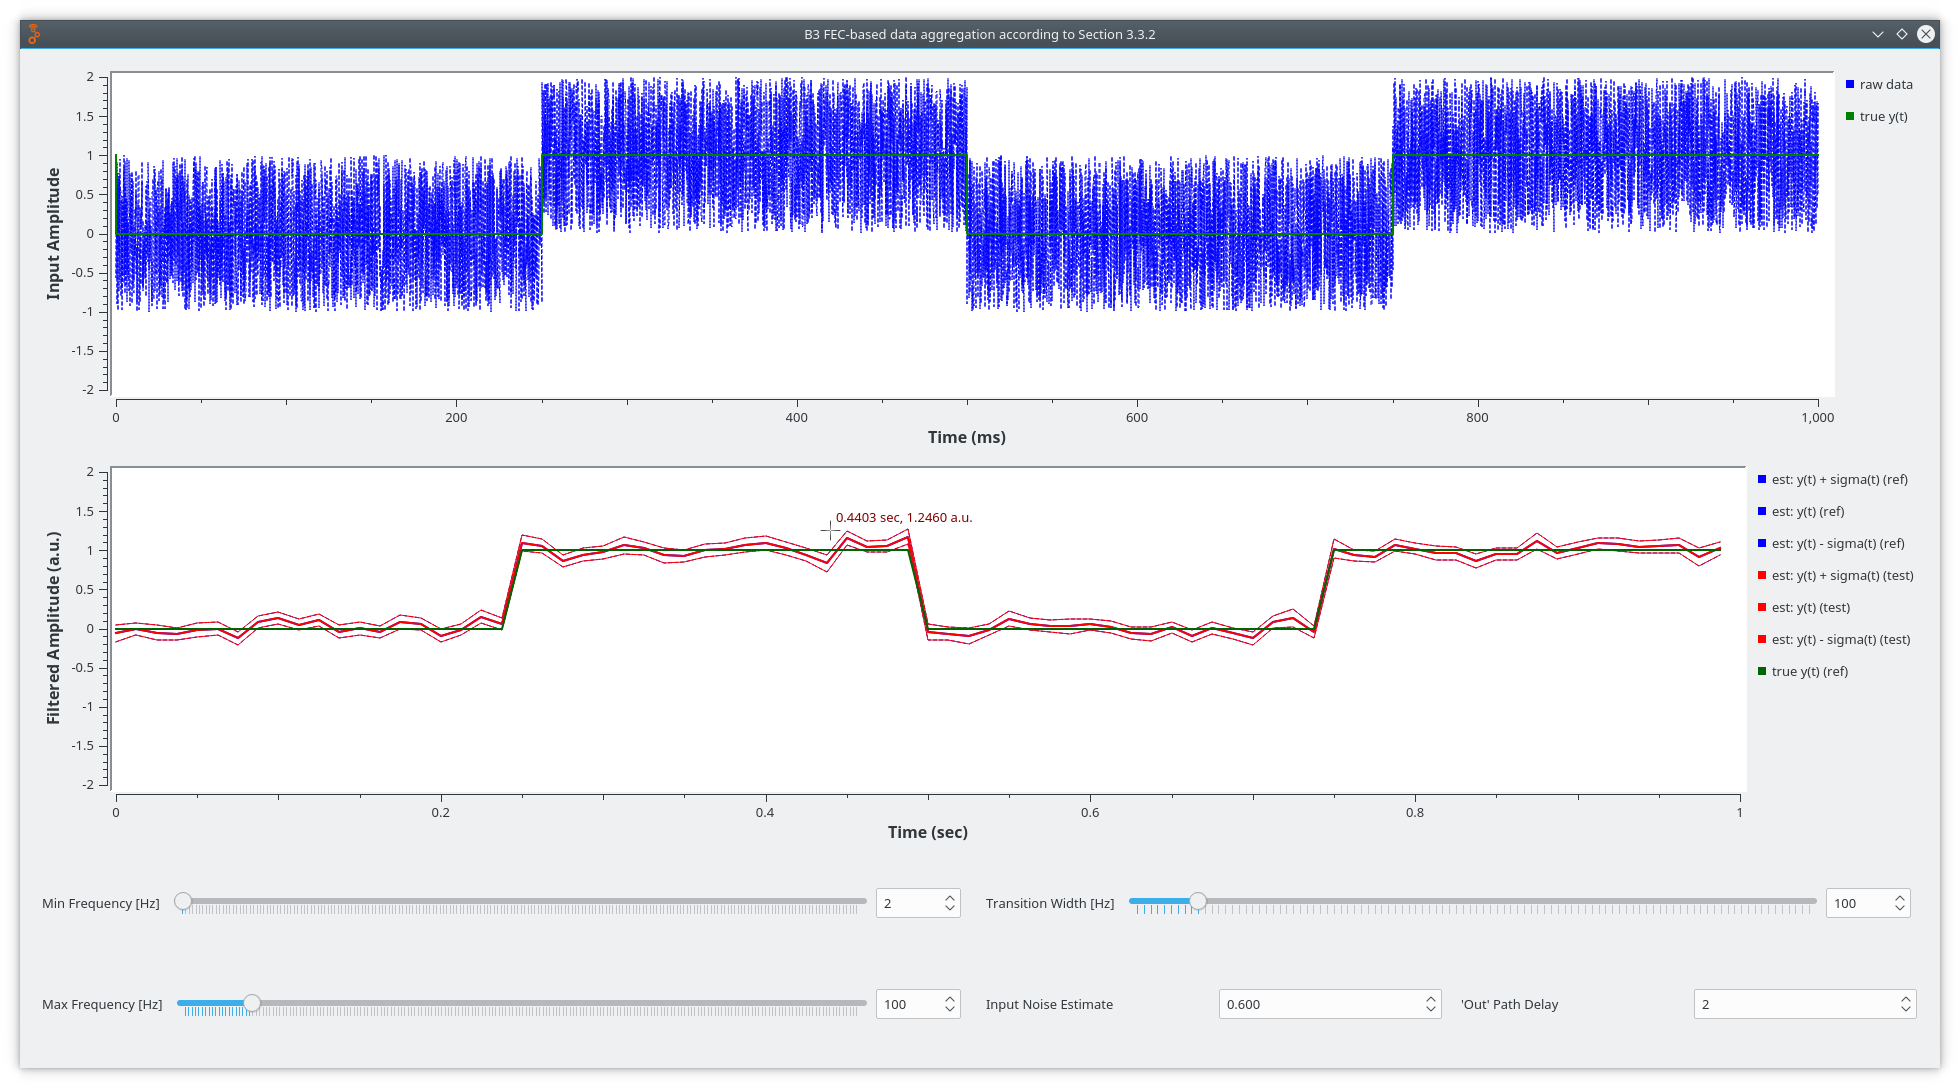 B3 FEC-based data aggregation according to Section 3.3.2
2
1.5
1
0.5
0
-0.5
-1
-1.5
-2
Input Amplitude
0 200 400 600 800 1,000
Time (ms)
raw data
true y(t)
2
1.5
1
0.5
0
-0.5
-1
-1.5
-2
Filtered Amplitude (a.u.)
0.4403 sec, 1.2460 a.u.
0 0.2 0.4 0.6 0.8 1
Time (sec)
est: y(t) + sigma(t) (ref)
est: y(t) (ref)
est: y(t) - sigma(t) (ref)
est: y(t) + sigma(t) (test)
est: y(t) (test)
est: y(t) - sigma(t) (test)
true y(t) (ref)
Min Frequency [Hz] 2 Transition Width [Hz] 100
Max Frequency [Hz] 100 Input Noise Estimate 0.600 'Out' Path Delay 2